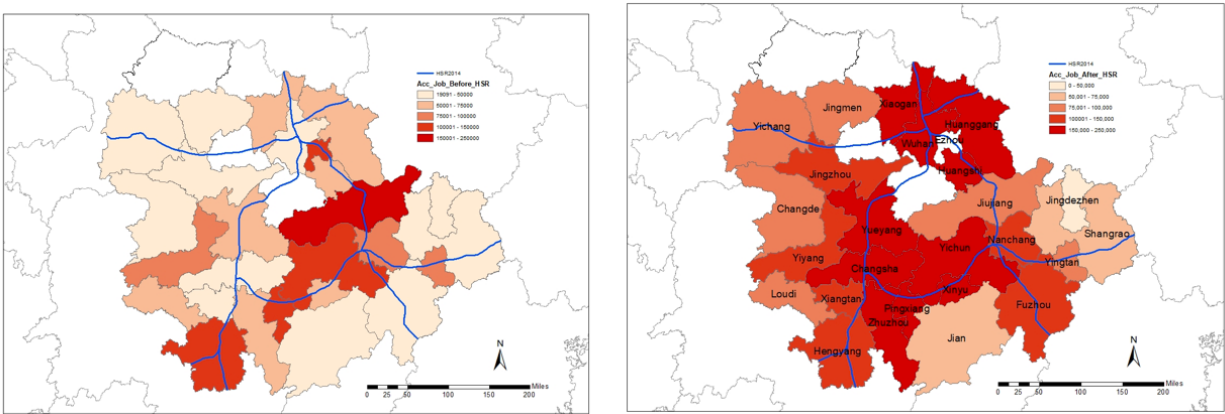 HSR2014
Acc_Job_Before_HSR
19091 - 50000
50001 - 75000
75001 - 100000
100001 - 150000
150001 - 250000
N
0 25 50 100 150 200
Miles
HSR2014
Acc_Job_After_HSR
0 - 50,000
50,001 - 75,000
75,001 - 100,000
100001 - 150,000
150,000 - 250,000
Jingmen
Xiaogan
Yichang
Huanggang
Wuhan
Ezhou
Jingzhou
Huangshi
Changde
Jiujiang
Jingdezhen
Yueyang
Shangrao
Nanchang
Yichun
Yiyang
Changsha
Yingtan
Loudi
Xiangtan
Xinyu
Fuzhou
Pingxiang
Zhuzhou
Hengyang
Jian
N
0 25 50 100 150 200
Miles